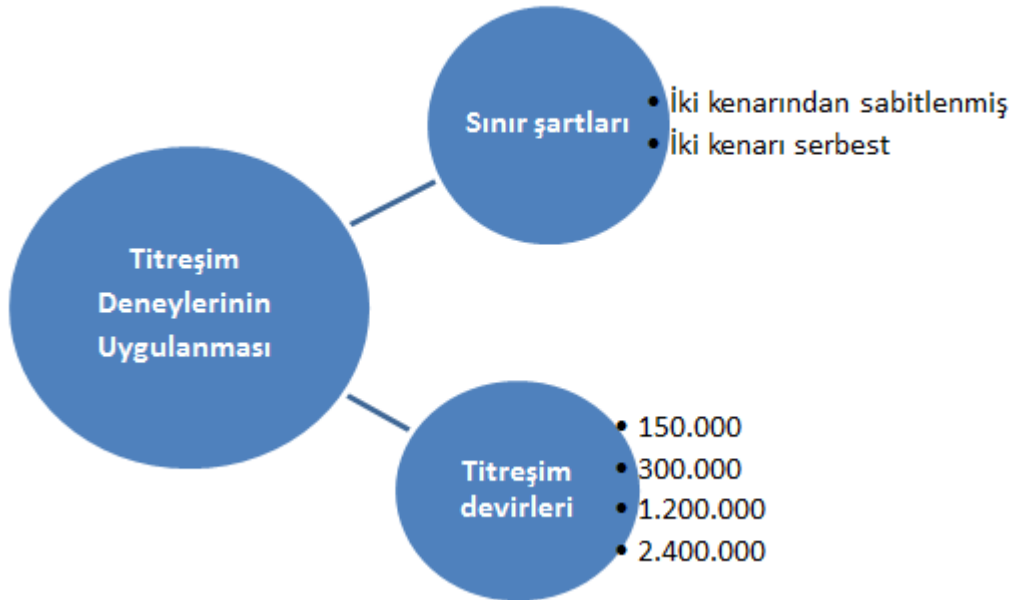 Titreşim
Deneylerinin
Uygulanması
Sınır şartları
• İki kenarından sabitlenmiş
• İki kenarı serbest
Titreşim
devirleri
• 150.000
• 300.000
• 1.200.000
• 2.400.000